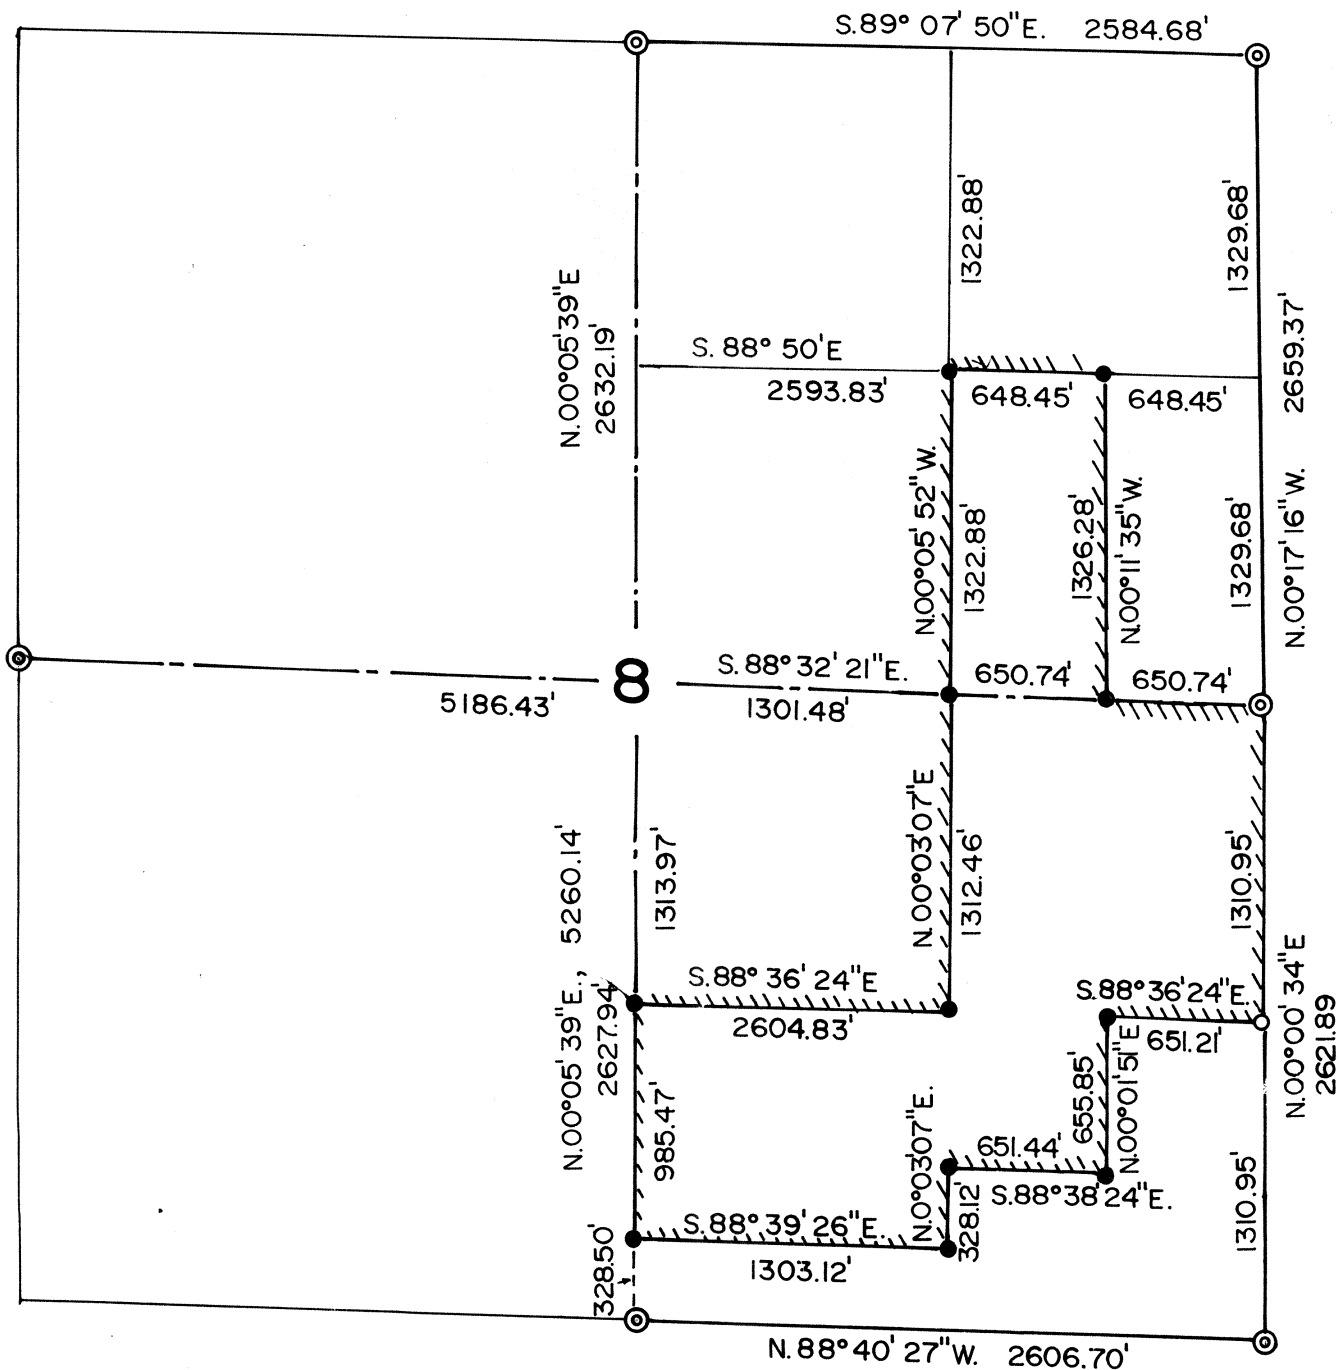 S.89° 07' 50"E. 2584.68'
1322.88'
1329.68'
N.00°05'39"E
2632.19'
2659.37'
S. 88° 50'E
2593.83'
648.45'
648.45'
N.00°05'52"W.
1322.88'
1326.28'
N.00°11'35"W.
1329.68'
N.00°17'16"W.
8
S.88°32'21"E.
650.74'
650.74'
5186.43'
1301.48'
N.00°03'07"E
1312.46'
1313.97'
1310.95'
N.00°05'39"E., 5260.14'
2627.94'
S.88° 36' 24"E
2604.83'
S.88°36'24"E.
651.21'
N.00°00'34"E
2621.89
985.47'
N.0°03'07"E.
655.85'
N.00°01'51"E
651.44'
S.88°38'24"E.
S.88°39'26"E.
328.12'
1310.95'
1303.12'
328.50'
N.88°40'27"W. 2606.70'